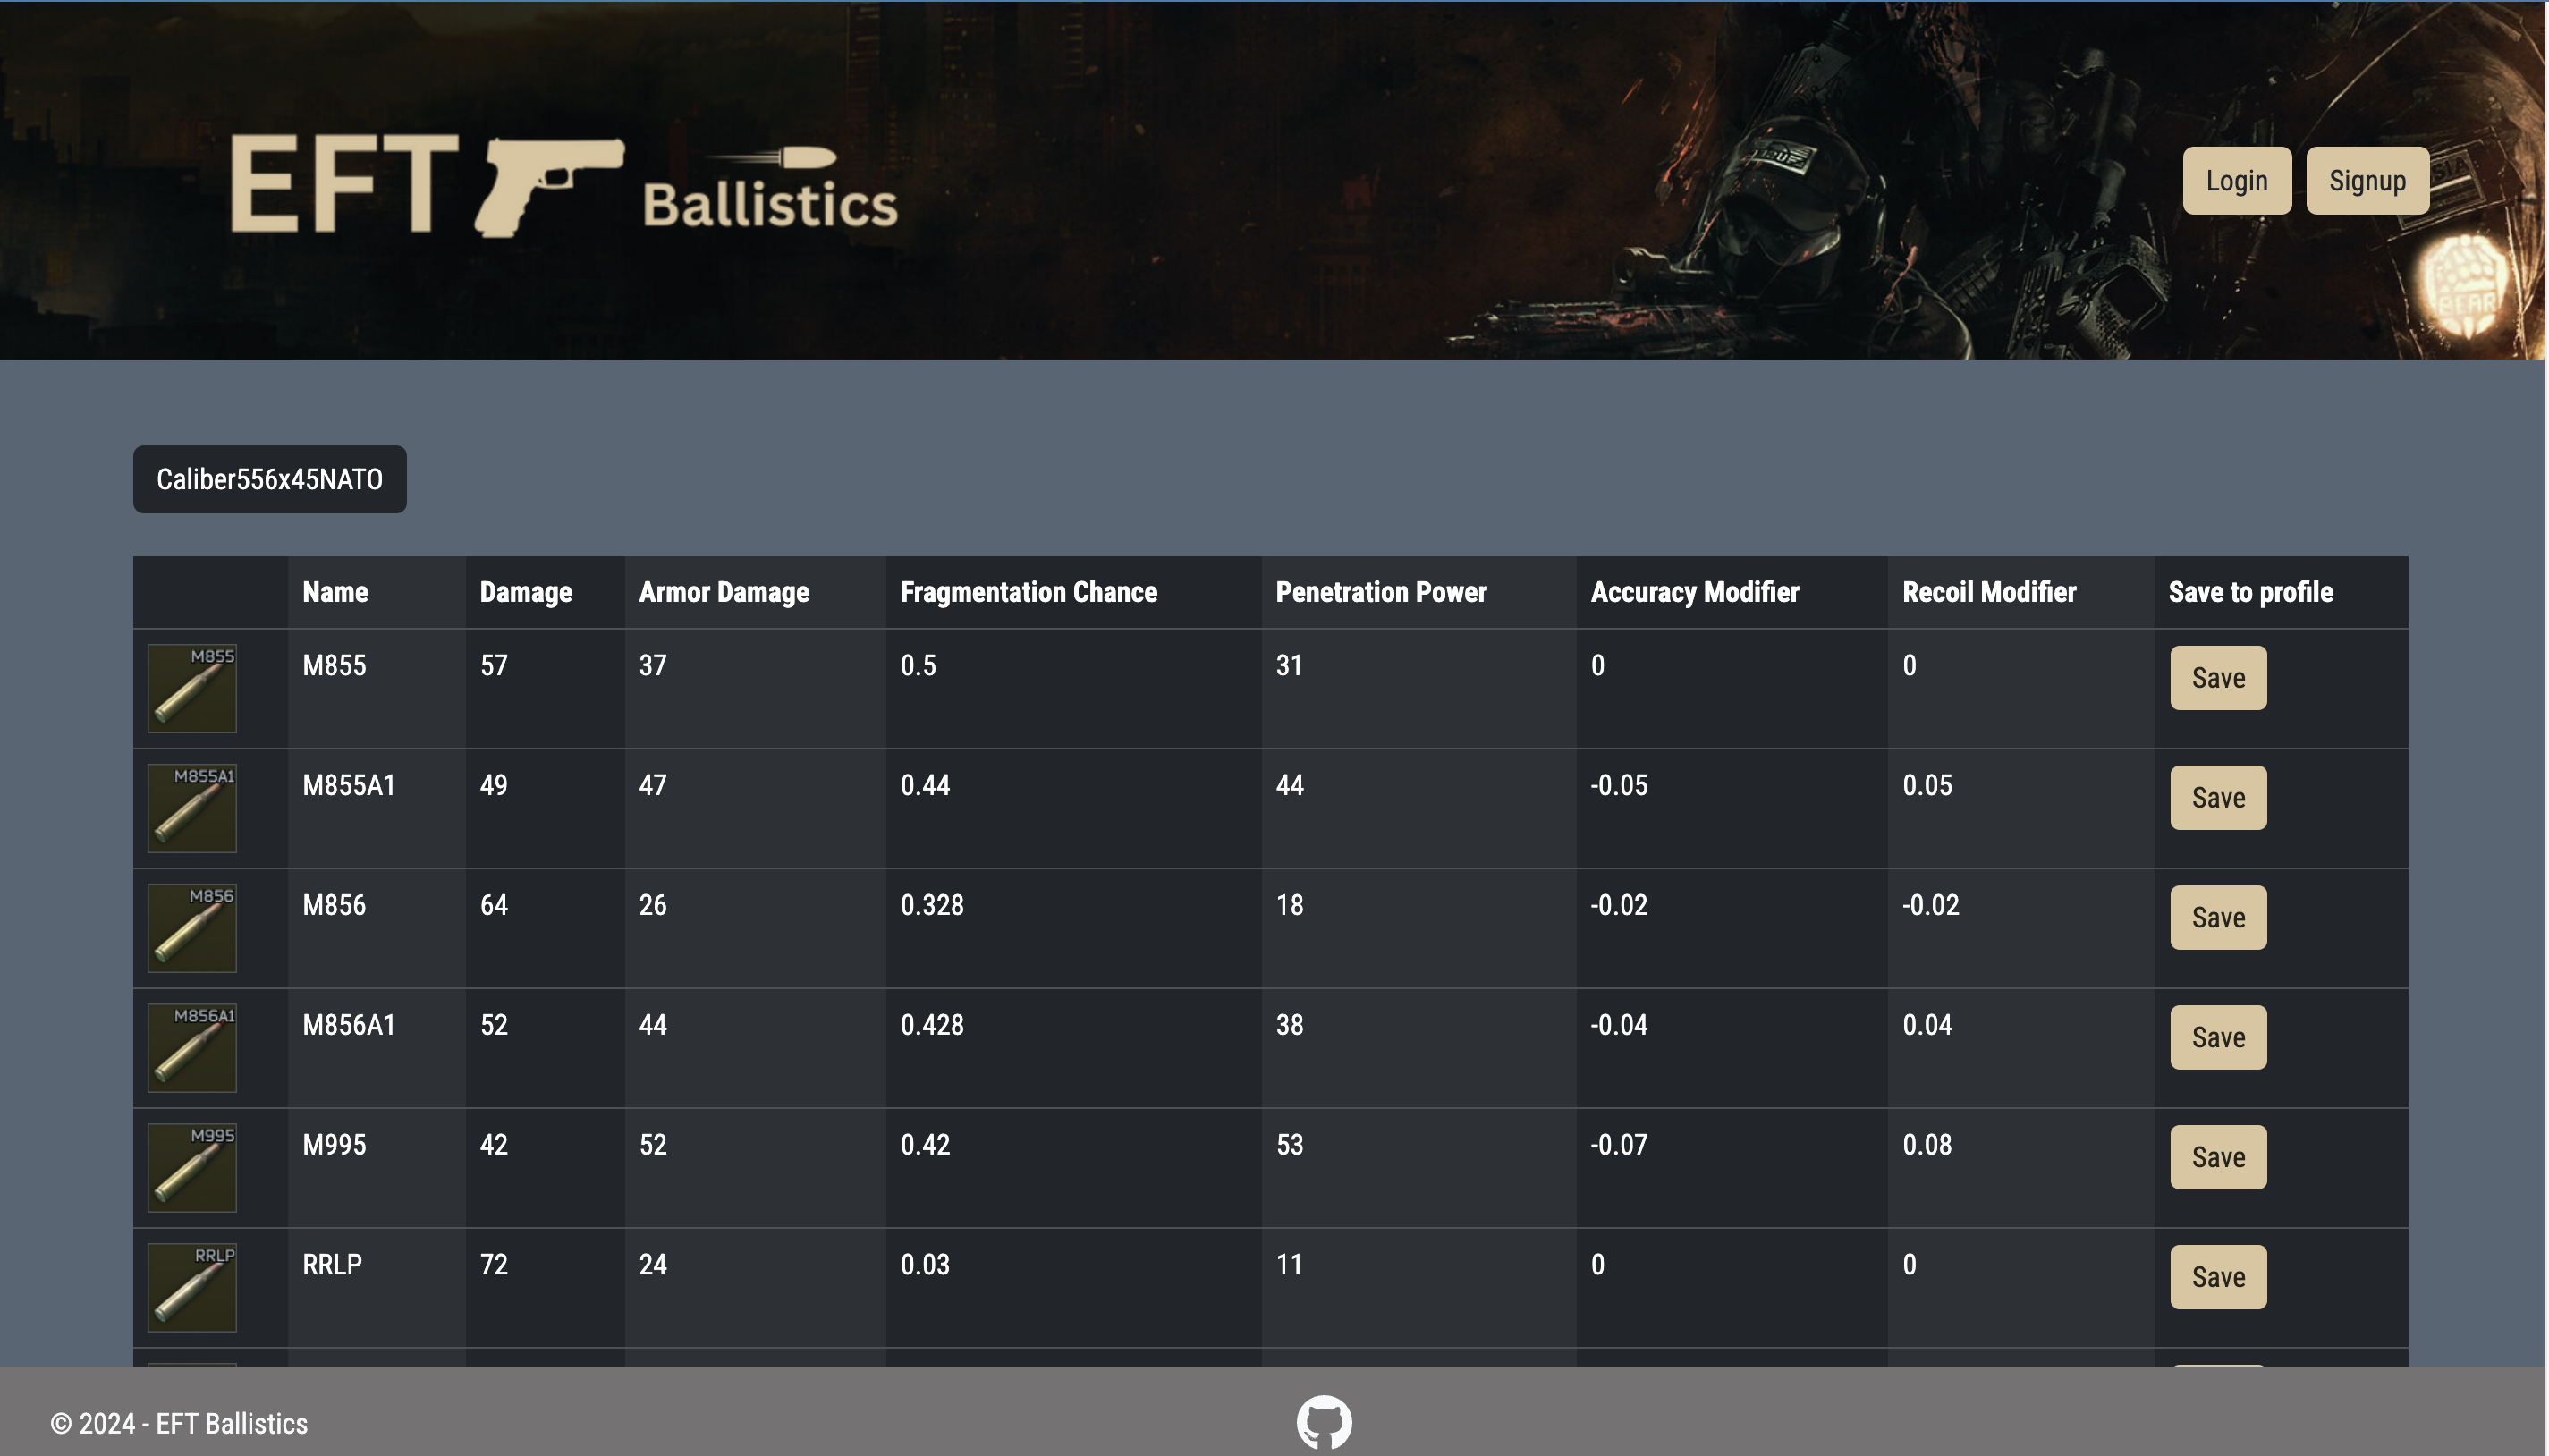 EFT Ballistics
Login Signup
BEAR
Caliber556x45NATO
Name Damage Armor Damage Fragmentation Chance Penetration Power Accuracy Modifier Recoil Modifier Save to profile
M855 M855 57 37 0.5 31 0 0 Save
M855A1 M855A1 49 47 0.44 44 -0.05 0.05 Save
M856 M856 64 26 0.328 18 -0.02 -0.02 Save
M856A1 M856A1 52 44 0.428 38 -0.04 0.04 Save
M995 M995 42 52 0.42 53 -0.07 0.08 Save
RRLP RRLP 72 24 0.03 11 0 0 Save
© 2024 - EFT Ballistics